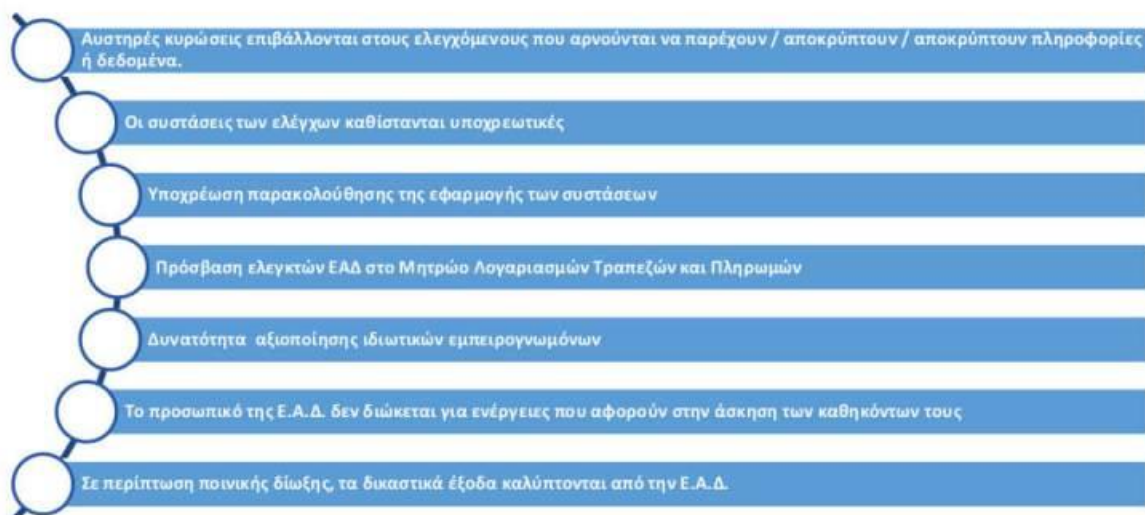 Αυστηρές κυρώσεις επιβάλλονται στους ελεγχόμενους που αρνούνται να παρέχουν / αποκρύπτουν / αποκρύπτουν πληροφορίες
ή δεδομένα.
Οι συστάσεις των ελέγχων καθίστανται υποχρεωτικές
Υποχρέωση παρακολούθησης της εφαρμογής των συστάσεων
Πρόσβαση ελεγκτών ΕΑΔ στο Μητρώο Λογαριασμών Τραπεζών και Πληρωμών
Δυνατότητα αξιοποίησης ιδιωτικών εμπειρογνωμόνων
Το προσωπικό της Ε.Α.Δ. δεν διώκεται για ενέργειες που αφορούν στην άσκηση των καθηκόντων τους
Σε περίπτωση ποινικής δίωξης, τα δικαστικά έξοδα καλύπτονται από την Ε.Α.Δ.